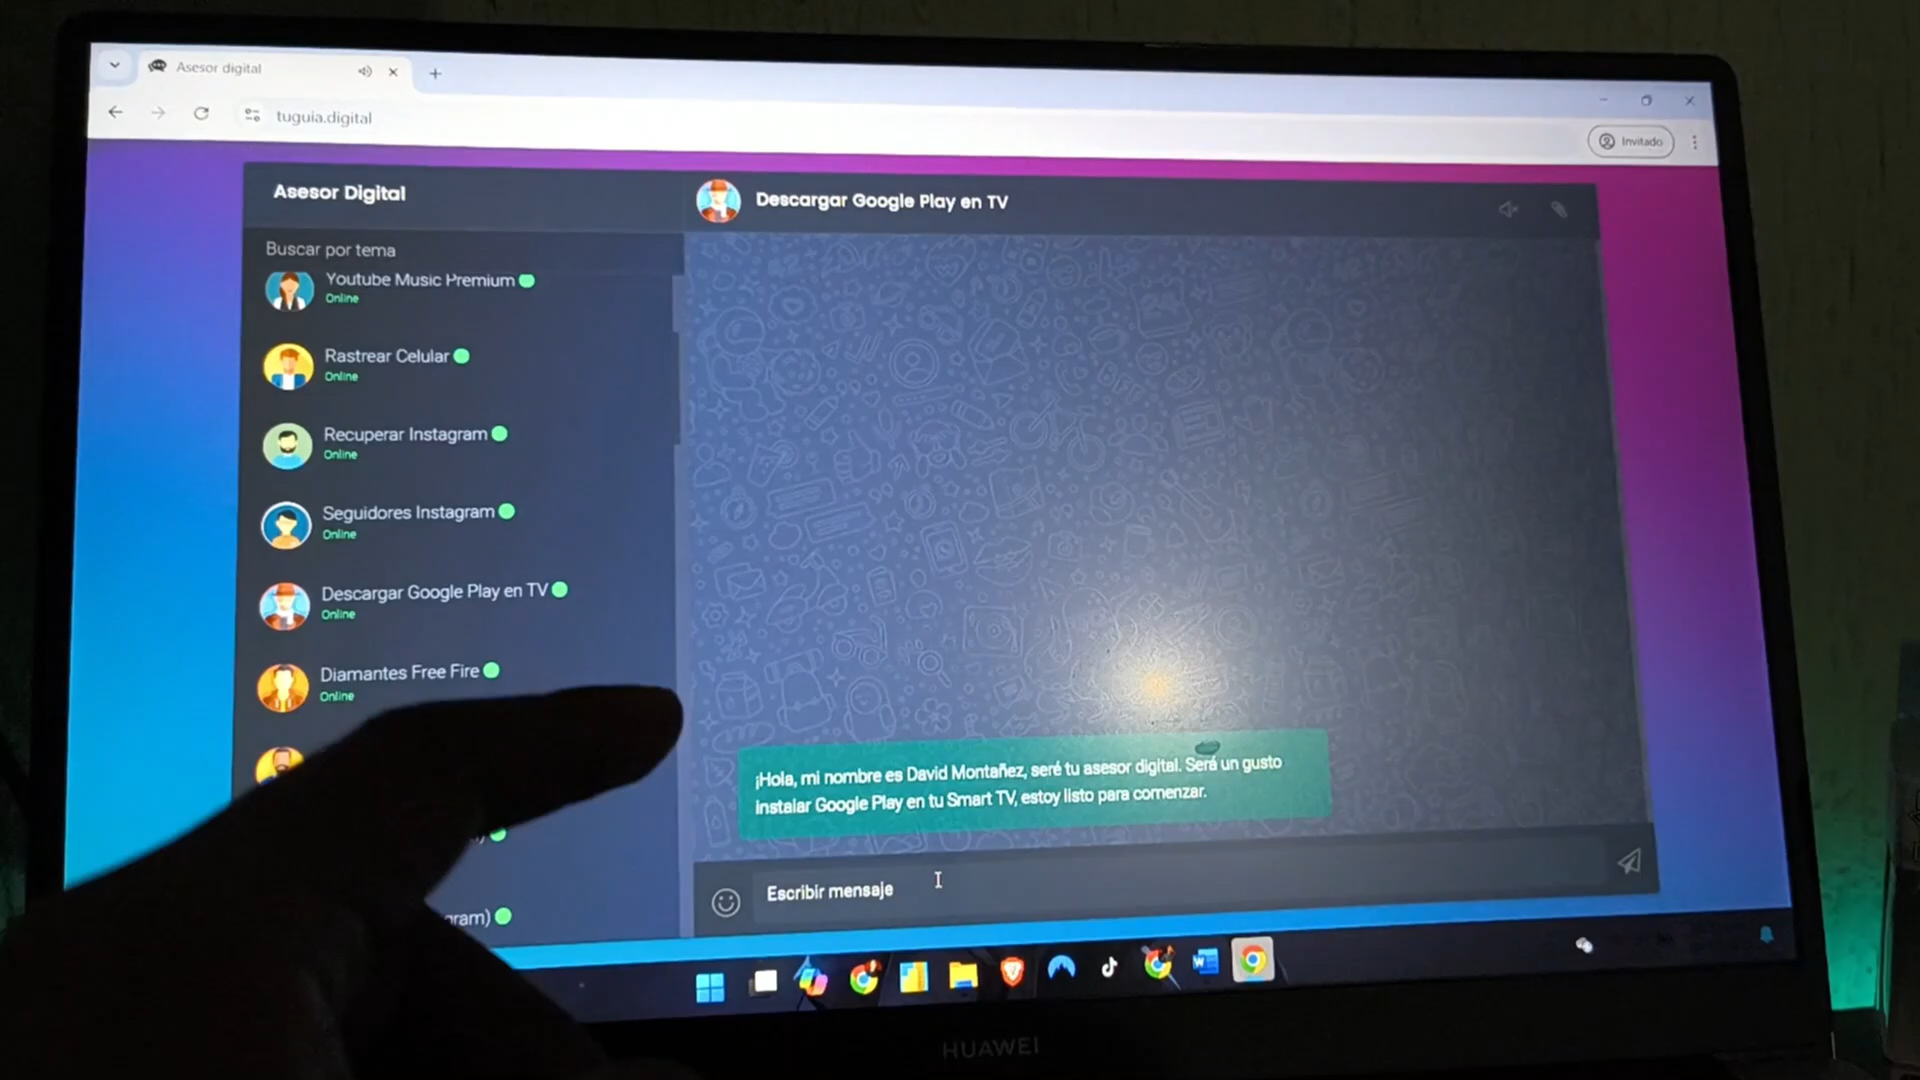 Asesor digital
tuguia.digital
Invitado
Asesor Digital
Descargar Google Play en TV
Buscar por tema
Youtube Music Premium
Online
Rastrear Celular
Online
Recuperar Instagram
Online
Seguidores Instagram
Online
Descargar Google Play en TV
Online
Diamantes Free Fire
Online
gram)
¡Hola, mi nombre es David Montañez, seré tu asesor digital. Será un gusto
instalar Google Play en tu Smart TV, estoy listo para comenzar.
Escribir mensaje
HUAWEI